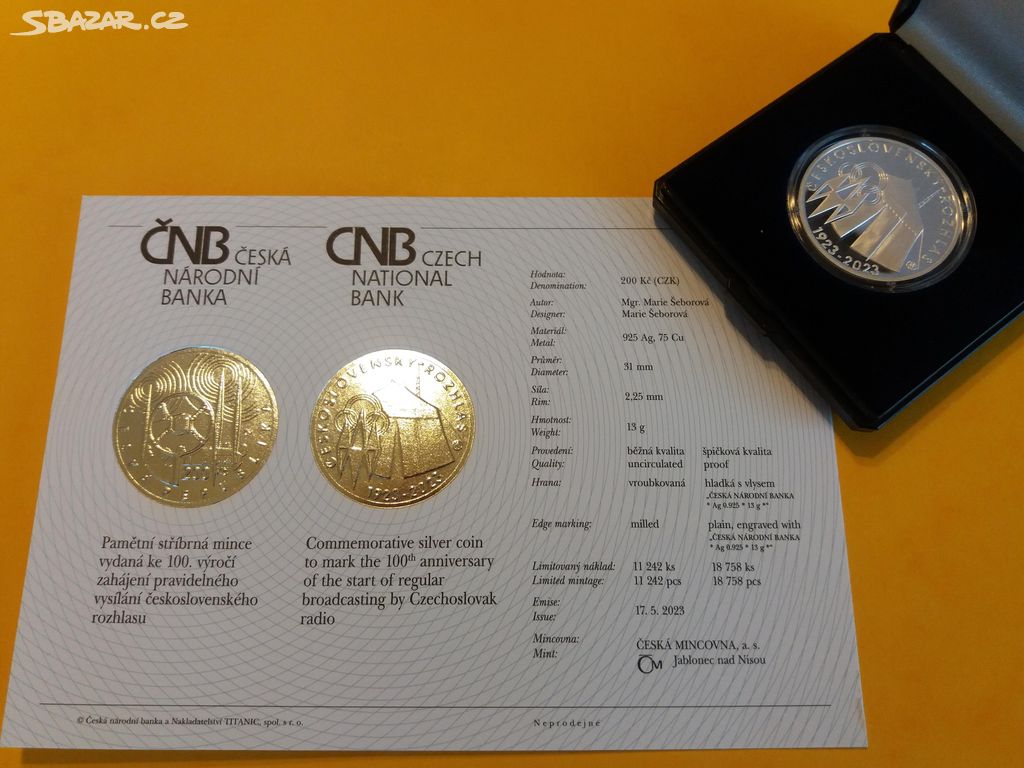 SBAZAR.CZ
ČNB ČESKÁ
NÁRODNÍ
BANKA
CNB CZECH
NATIONAL
BANK
ČESKOSLOVENSKÝ ROZHLAS
1923-2023
200
ČESKOSLOVENSKÝ ROZHLAS
1923-2023
Pamětní stříbrná mince
vydaná ke 100. výročí
zahájení pravidelného
vysílání československého
rozhlasu
Commemorative silver coin
to mark the 100th anniversary
of the start of regular
broadcasting by Czechoslovak
radio
Hodnota:
Denomination: 200 Kč (CZK)
Autor: Mgr. Marie Šeborová
Designer: Marie Šeborová
Materiál:
Metal: 925 Ag, 75 Cu
Průměr:
Diameter: 31 mm
Síla:
Rim: 2,25 mm
Hmotnost:
Weight: 13 g
Provedení: běžná kvalita špičková kvalita
Quality: uncirculated proof
Hrana: vroubkovaná hladká s vlysem
„ČESKÁ NÁRODNÍ BANKA
* Ag 0.925 * 13 g *“
Edge marking: milled plain, engraved with
„ČESKÁ NÁRODNÍ BANKA
* Ag 0.925 * 13 g *“
Limitovaný náklad: 11 242 ks 18 758 ks
Limited mintage: 11 242 pcs 18 758 pcs
Emise:
Issue: 17. 5. 2023
Mincovna: ČESKÁ MINCOVNA, a. s.
Mint: ČM Jablonec nad Nisou
© Česká národní banka a Nakladatelství TITANIC, spol. s r. o.
Neprodejné